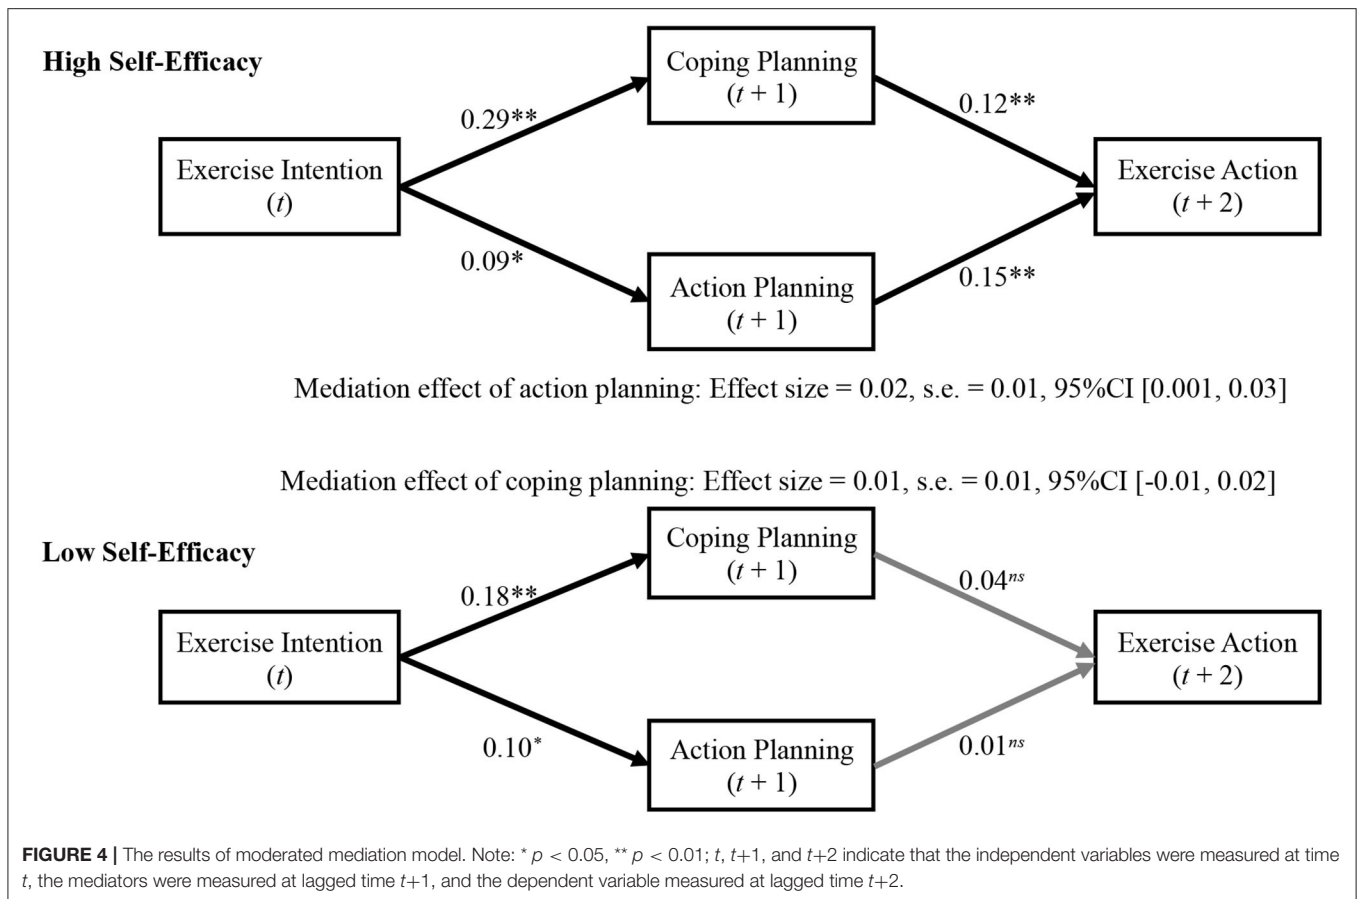 High Self-Efficacy
Coping Planning
(t + 1)
0.29**
0.12**
Exercise Intention
(t)
Exercise Action
(t + 2)
0.09*
0.15**
Action Planning
(t + 1)
Mediation effect of action planning: Effect size = 0.02, s.e. = 0.01, 95%CI [0.001, 0.03]
Mediation effect of coping planning: Effect size = 0.01, s.e. = 0.01, 95%CI [-0.01, 0.02]
Low Self-Efficacy
Coping Planning
(t + 1)
0.18**
0.04ns
Exercise Intention
(t)
Exercise Action
(t + 2)
0.10*
0.01ns
Action Planning
(t + 1)
FIGURE 4 | The results of moderated mediation model. Note: * p < 0.05, ** p < 0.01; t, t+1, and t+2 indicate that the independent variables were measured at time
t, the mediators were measured at lagged time t+1, and the dependent variable measured at lagged time t+2.